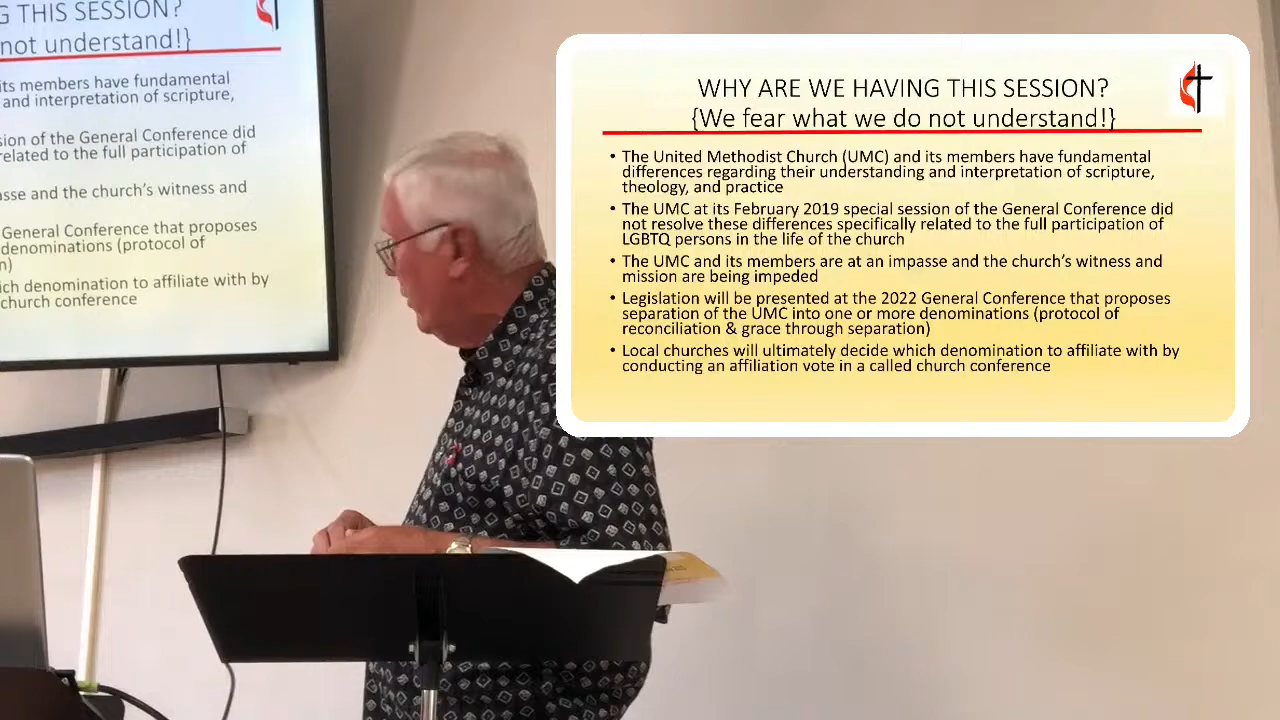 G THIS SESSION?
not understand!}
its members have fundamental
and interpretation of scripture,
sion of the General Conference did
related to the full participation of
asse and the church's witness and
General Conference that proposes
denominations (protocol of
n)
ich denomination to affiliate with by
church conference
WHY ARE WE HAVING THIS SESSION?
{We fear what we do not understand!}
• The United Methodist Church (UMC) and its members have fundamental
differences regarding their understanding and interpretation of scripture,
theology, and practice
• The UMC at its February 2019 special session of the General Conference did
not resolve these differences specifically related to the full participation of
LGBTQ persons in the life of the church
• The UMC and its members are at an impasse and the church's witness and
mission are being impeded
• Legislation will be presented at the 2022 General Conference that proposes
separation of the UMC into one or more denominations (protocol of
reconciliation & grace through separation)
• Local churches will ultimately decide which denomination to affiliate with by
conducting an affiliation vote in a called church conference